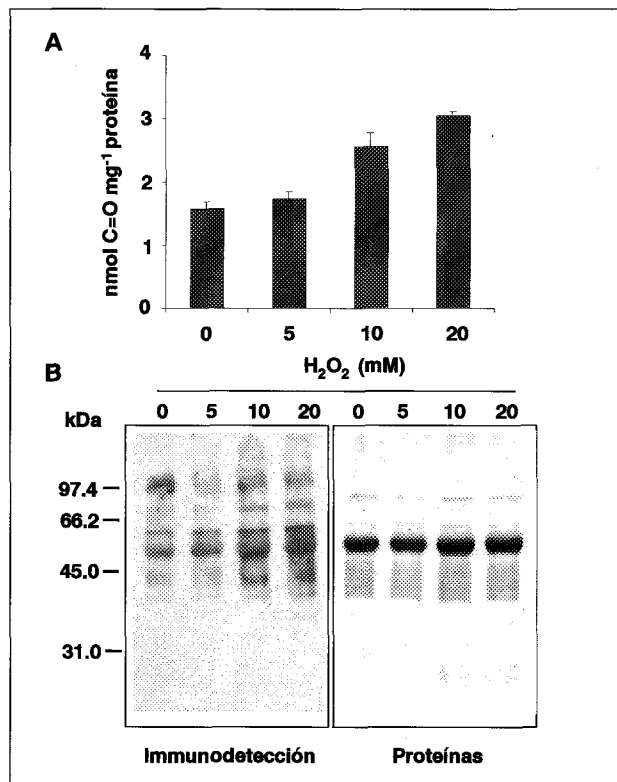 A
nmol C=O mg⁻¹ proteína
4
3
2
1
0
0 5 10 20
H₂O₂ (mM)
B
kDa
0 5 10 20 0 5 10 20
97.4
66.2
45.0
31.0
Immunodetección Proteínas